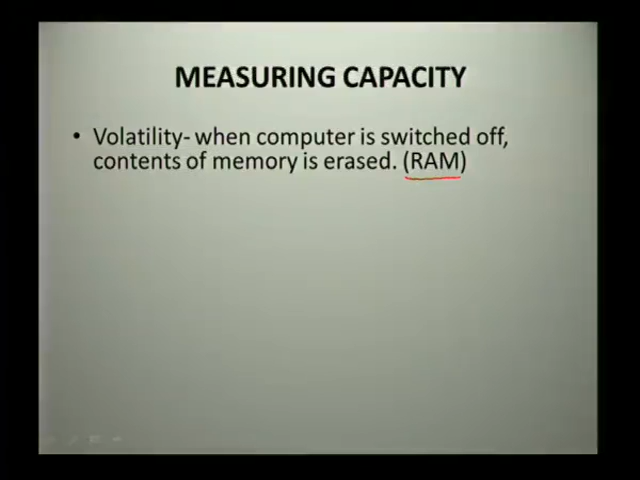 MEASURING CAPACITY
• Volatility- when computer is switched off,
contents of memory is erased. (RAM)